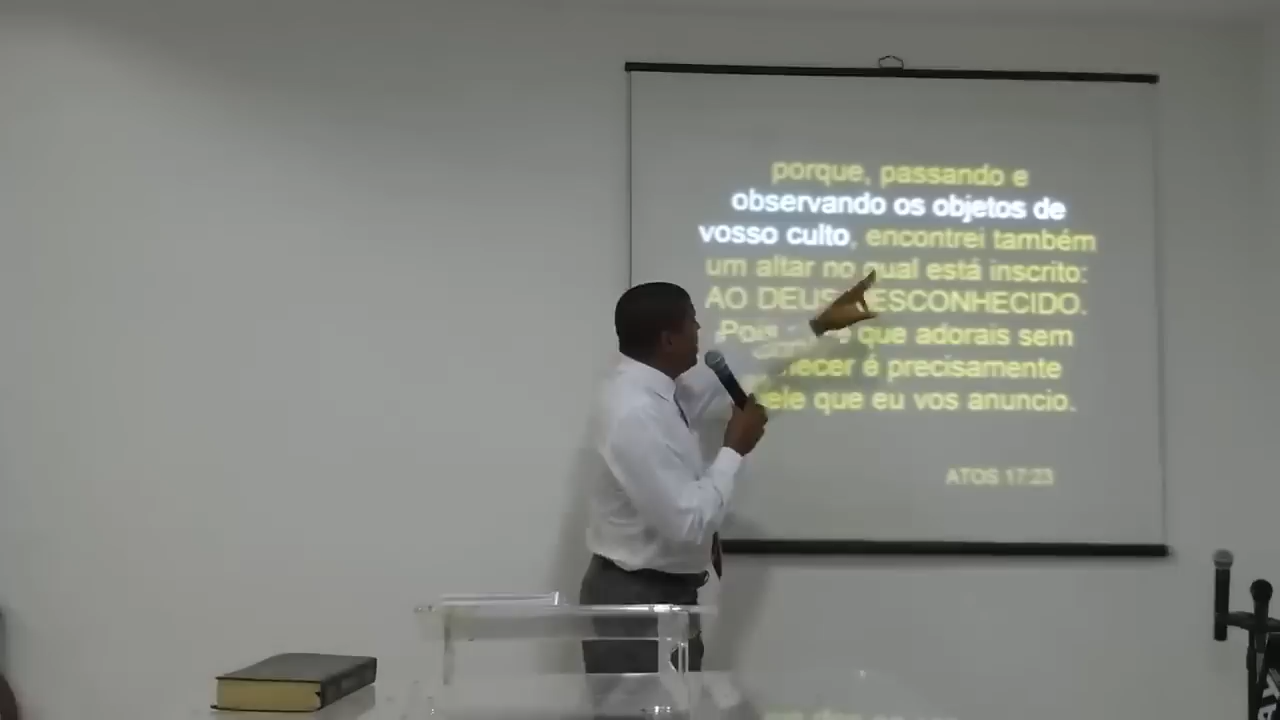 porque, passando e
observando os objetos de
vosso culto, encontrei também
um altar no qual está inscrito:
AO DEUS DESCONHECIDO.
Pois que adorais sem
é precisamente
que eu vos anuncio.
ATOS 17:23